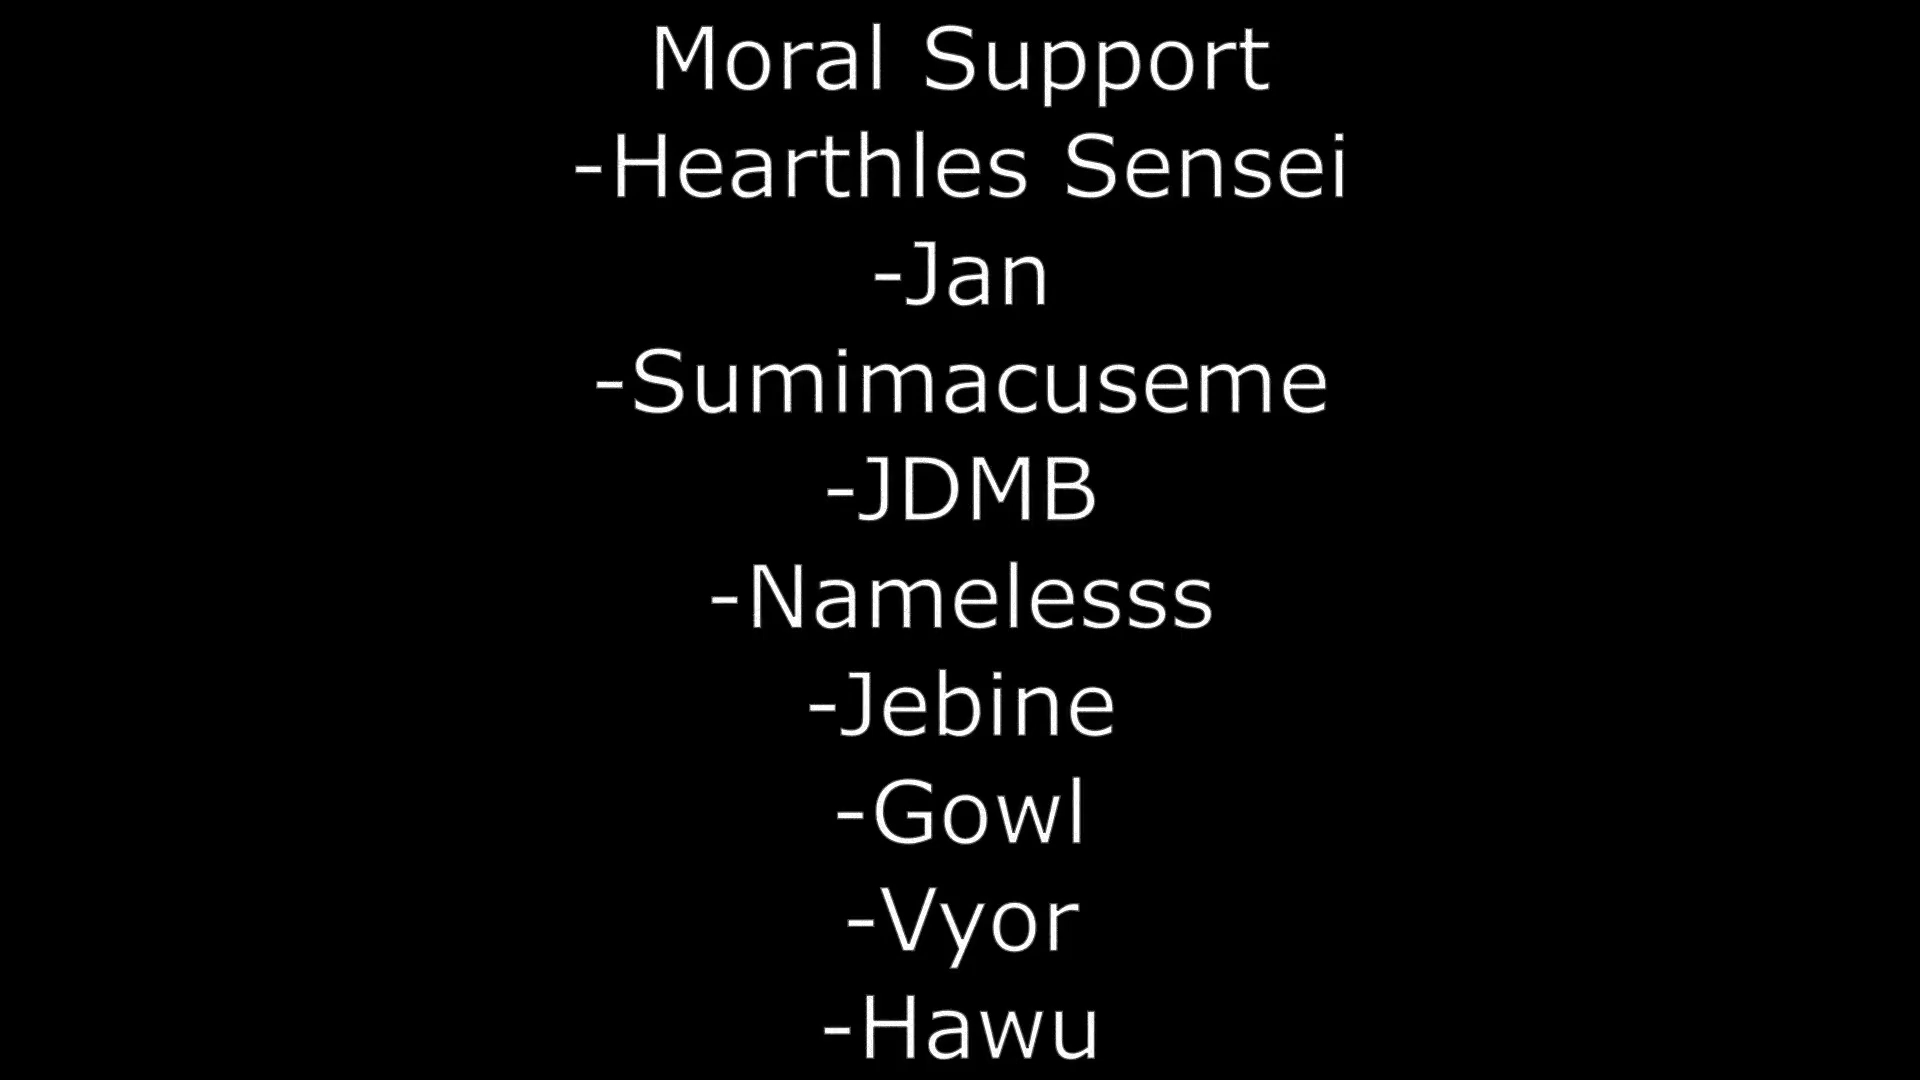 Moral Support
-Hearthles Sensei
-Jan
-Sumimacuseme
-JDMB
-Namelesss
-Jebine
-Gowl
-Vyor
-Hawu